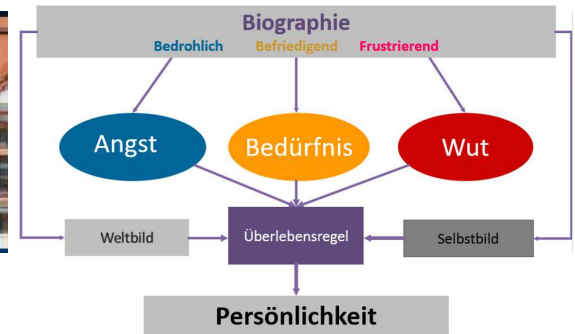 Biographie
Bedrohlich Befriedigend Frustrierend
Angst Bedürfnis Wut
Weltbild Überlebensregel Selbstbild
Persönlichkeit